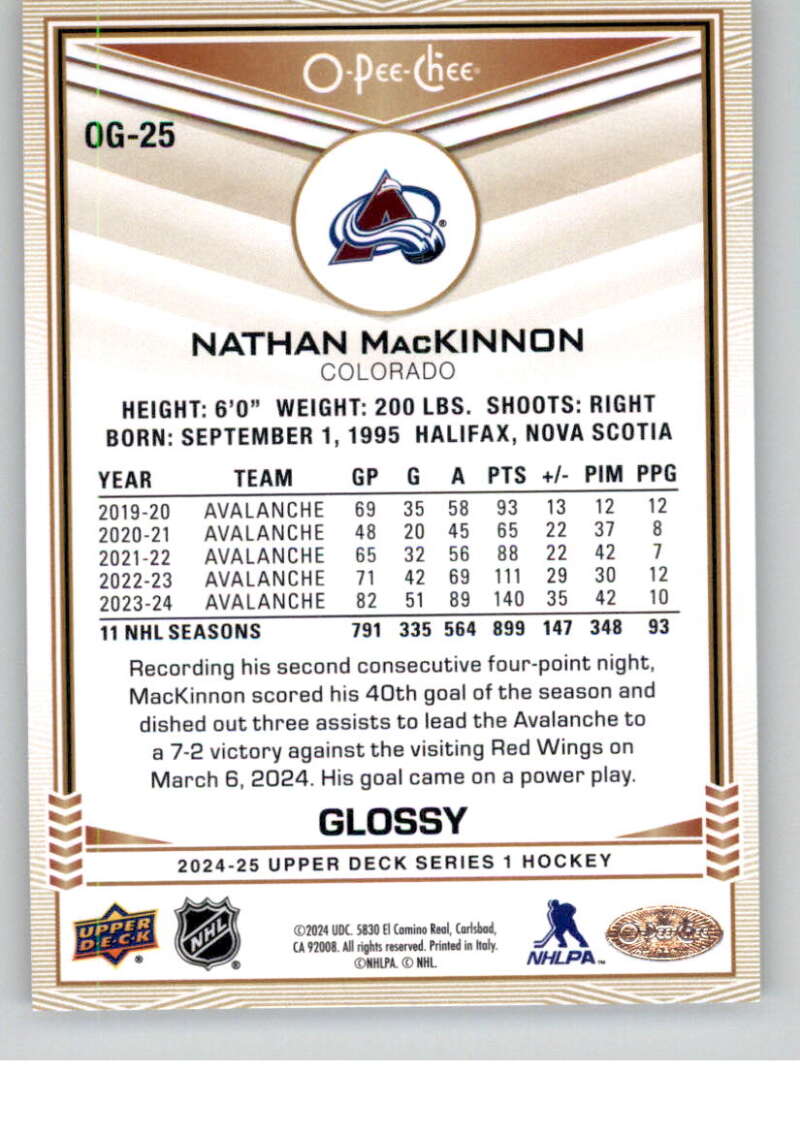 O-Pee-Chee
OG-25
NATHAN MacKINNON
COLORADO
HEIGHT: 6'0" WEIGHT: 200 LBS. SHOOTS: RIGHT
BORN: SEPTEMBER 1, 1995 HALIFAX, NOVA SCOTIA
YEAR TEAM GP G A PTS +/- PIM PPG
2019-20 AVALANCHE 69 35 58 93 13 12 12
2020-21 AVALANCHE 48 20 45 65 22 37 8
2021-22 AVALANCHE 65 32 56 88 22 42 7
2022-23 AVALANCHE 71 42 69 111 29 30 12
2023-24 AVALANCHE 82 51 89 140 35 42 10
11 NHL SEASONS 791 335 564 899 147 348 93
Recording his second consecutive four-point night,
MacKinnon scored his 40th goal of the season and
dished out three assists to lead the Avalanche to
a 7-2 victory against the visiting Red Wings on
March 6, 2024. His goal came on a power play.
GLOSSY
2024-25 UPPER DECK SERIES 1 HOCKEY
UPPER
DECK
®
NHL
®
©2024 UDC. 5830 El Camino Real, Carlsbad,
CA 92008. All rights reserved. Printed in Italy.
©NHLPA. © NHL.
NHLPA™
O-Pee-Chee